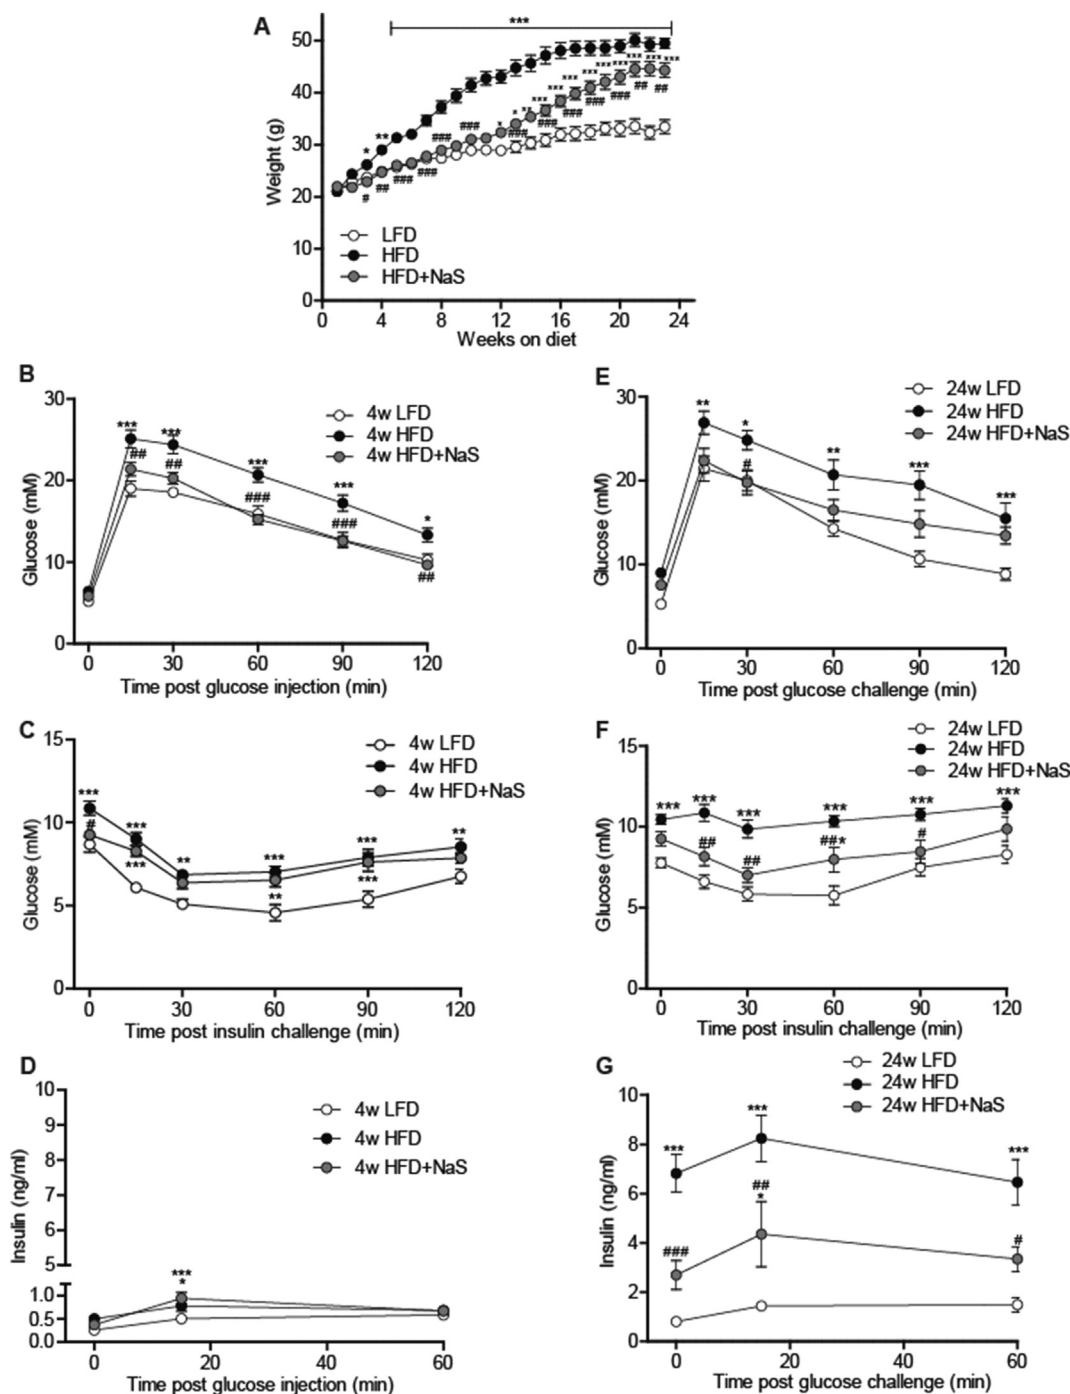 A
***
Weight (g)
50
40
30
20
10
0
* ** ### ### * * ** *** *** *** *** *** *** *** *** *** ***
# ## ### ### ### ### ### ### ### ## ##
LFD
HFD
HFD+NaS
0 4 8 12 16 20 24
Weeks on diet
B
Glucose (mM)
30
20
10
0
4w LFD
4w HFD
4w HFD+NaS
*** *** *** *** *
## ## ### ### ##
0 30 60 90 120
Time post glucose injection (min)
E
Glucose (mM)
30
20
10
0
24w LFD
24w HFD
24w HFD+NaS
** * ** *** ***
#
0 30 60 90 120
Time post glucose challenge (min)
C
Glucose (mM)
15
10
5
0
4w LFD
4w HFD
4w HFD+NaS
*** *** ** *** *** **
#
*** ** ***
0 30 60 90 120
Time post insulin challenge (min)
F
Glucose (mM)
15
10
5
0
24w LFD
24w HFD
24w HFD+NaS
*** *** *** *** *** ***
## ## ##* #
0 30 60 90 120
Time post insulin challenge (min)
D
Insulin (ng/ml)
10
9
8
7
6
5
1.0
0.5
0.0
4w LFD
4w HFD
4w HFD+NaS
***
*
0 20 40 60
Time post glucose injection (min)
G
Insulin (ng/ml)
10
8
6
4
2
0
24w LFD
24w HFD
24w HFD+NaS
*** *** ***
### ## #
*
0 20 40 60
Time post glucose challenge (min)